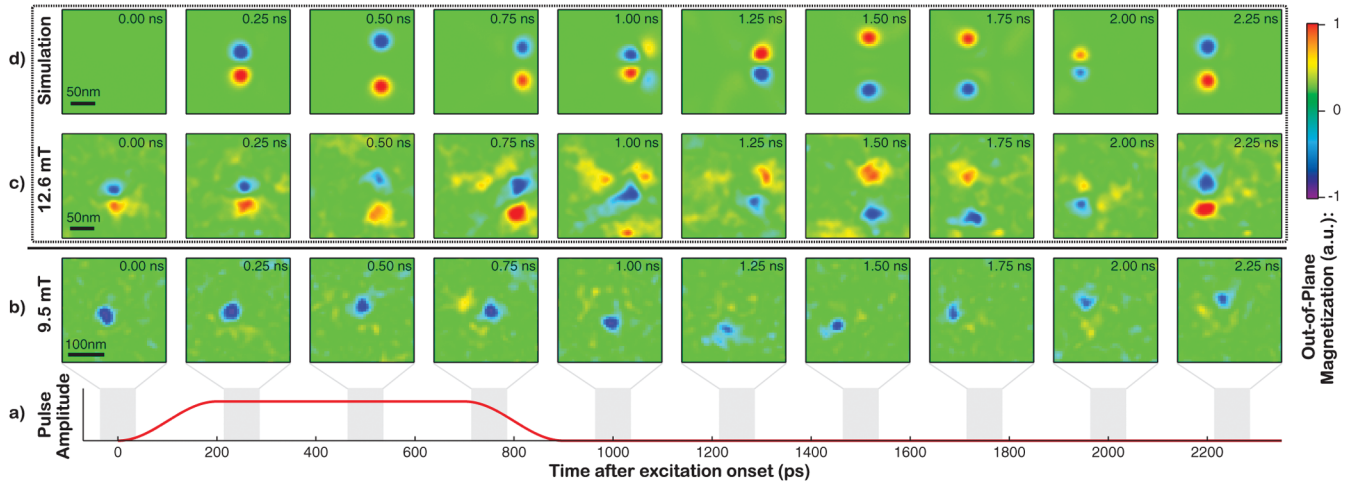 d)
Simulation
0.00 ns 0.25 ns 0.50 ns 0.75 ns 1.00 ns 1.25 ns 1.50 ns 1.75 ns 2.00 ns 2.25 ns
50nm
1
0
-1
Out-of-Plane
Magnetization (a.u.):
c)
12.6 mT
0.00 ns 0.25 ns 0.50 ns 0.75 ns 1.00 ns 1.25 ns 1.50 ns 1.75 ns 2.00 ns 2.25 ns
50nm
b)
9.5 mT
0.00 ns 0.25 ns 0.50 ns 0.75 ns 1.00 ns 1.25 ns 1.50 ns 1.75 ns 2.00 ns 2.25 ns
100nm
a)
Pulse
Amplitude
0 200 400 600 800 1000 1200 1400 1600 1800 2000 2200
Time after excitation onset (ps)